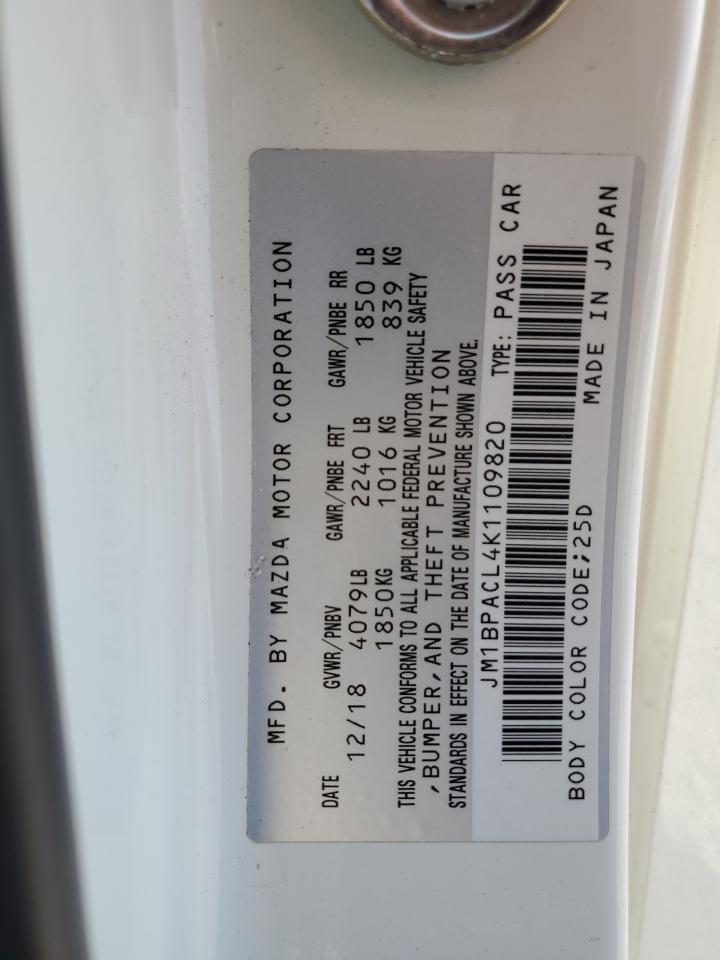 MFD. BY MAZDA MOTOR CORPORATION
DATE GVWR/PNBV GAWR/PNBE FRT GAWR/PNBE RR
12/18 4079LB 2240 LB 1850 LB
1850KG 1016 KG 839 KG
THIS VEHICLE CONFORMS TO ALL APPLICABLE FEDERAL MOTOR VEHICLE SAFETY
,BUMPER,AND THEFT PREVENTION
STANDARDS IN EFFECT ON THE DATE OF MANUFACTURE SHOWN ABOVE.
JM1BPACL4K1109820 TYPE: PASS CAR
BODY COLOR CODE;25D MADE IN JAPAN